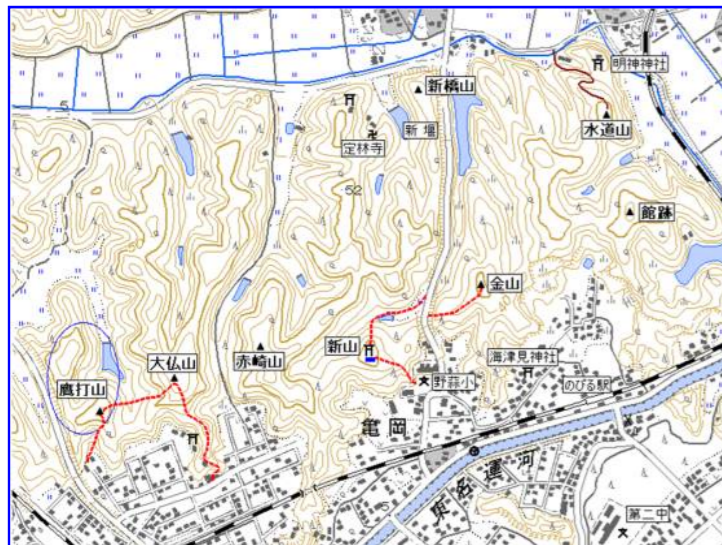 新橋山
明神神社
水道山
新堰
定林寺
52
館跡
金山
新山
赤崎山
大仏山
鷹打山
海津見神社
のびる駅
野蒜小
亀岡
東名運河
第二中
5